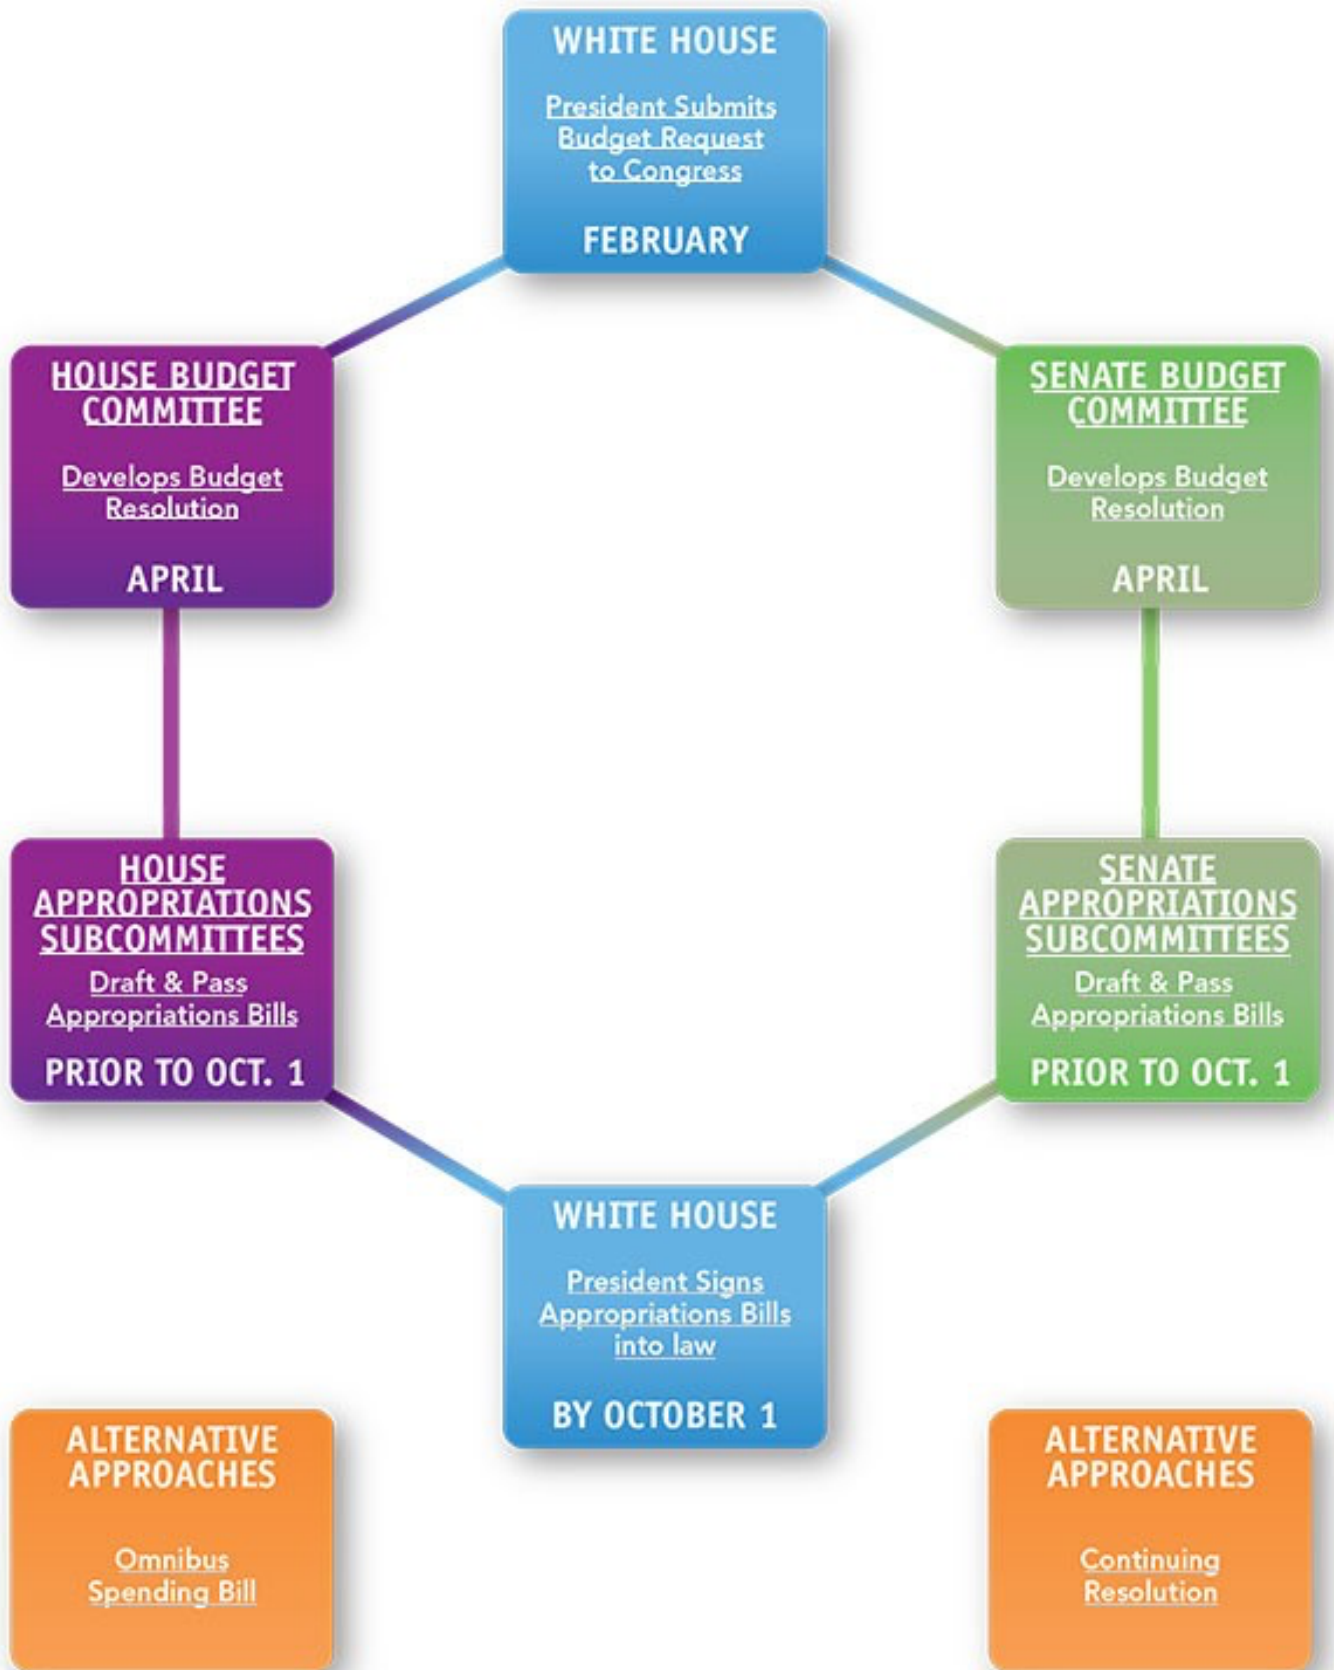 WHITE HOUSE
President Submits
Budget Request
to Congress
FEBRUARY
HOUSE BUDGET
COMMITTEE
Develops Budget
Resolution
APRIL
SENATE BUDGET
COMMITTEE
Develops Budget
Resolution
APRIL
HOUSE
APPROPRIATIONS
SUBCOMMITTEES
Draft & Pass
Appropriations Bills
PRIOR TO OCT. 1
SENATE
APPROPRIATIONS
SUBCOMMITTEES
Draft & Pass
Appropriations Bills
PRIOR TO OCT. 1
WHITE HOUSE
President Signs
Appropriations Bills
into law
BY OCTOBER 1
ALTERNATIVE
APPROACHES
Omnibus
Spending Bill
ALTERNATIVE
APPROACHES
Continuing
Resolution